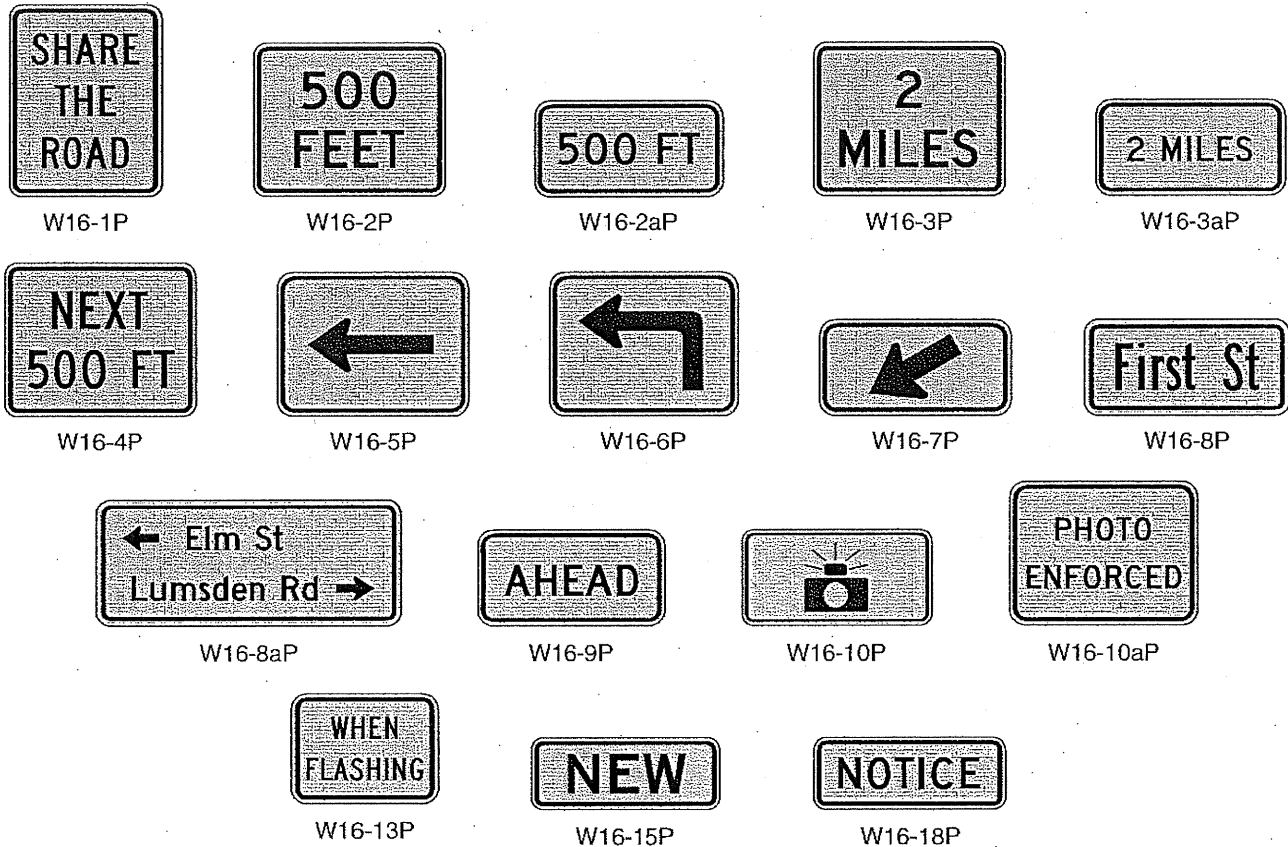 SHARE
THE
ROAD
500
FEET
500 FT
2
MILES
2 MILES
W16-1P
W16-2P
W16-2aP
W16-3P
W16-3aP
NEXT
500 FT
First St
W16-4P
W16-5P
W16-6P
W16-7P
W16-8P
Elm St
Lumsden Rd
AHEAD
PHOTO
ENFORCED
W16-8aP
W16-9P
W16-10P
W16-10aP
WHEN
FLASHING
NEW
NOTICE
W16-13P
W16-15P
W16-18P